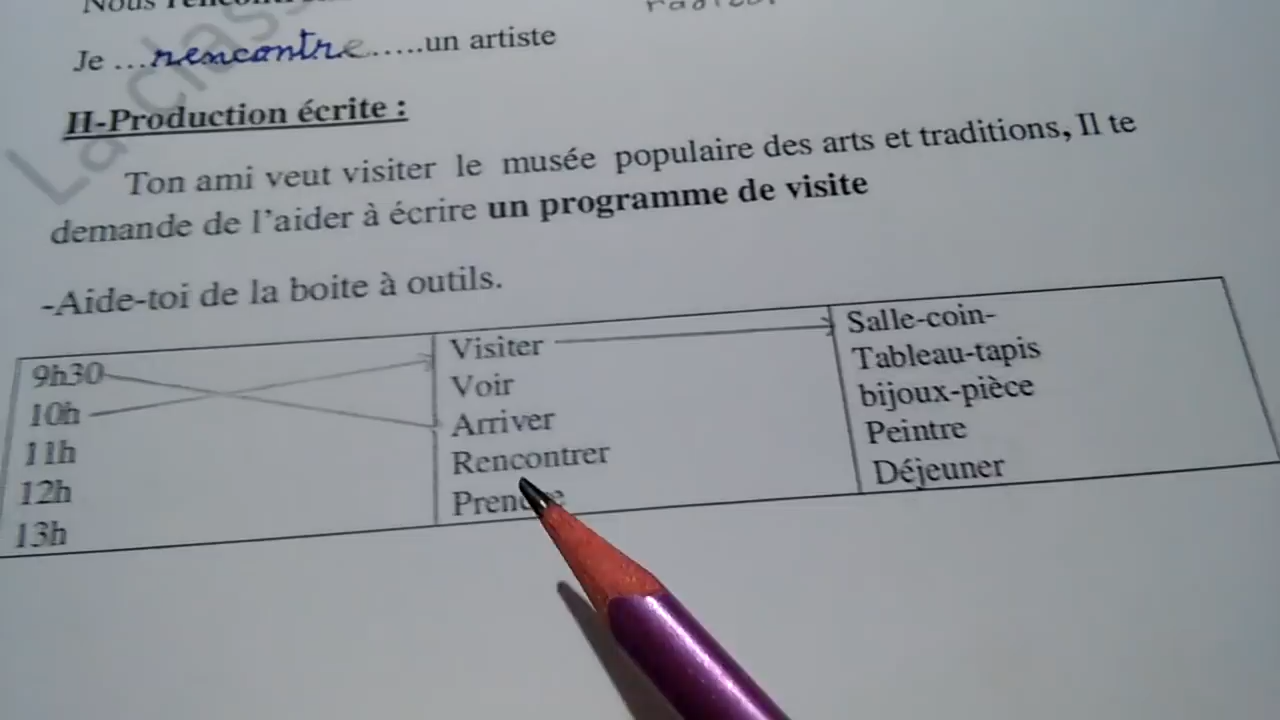 Nous
Je ...rencontre.....un artiste
II-Production écrite :
Ton ami veut visiter le musée populaire des arts et traditions, Il te
demande de l'aider à écrire un programme de visite
-Aide-toi de la boite à outils.
9h30
10h
11h
12h
13h
Visiter
Voir
Arriver
Rencontrer
Prendre
Salle-coin-
Tableau-tapis
bijoux-pièce
Peintre
Déjeuner